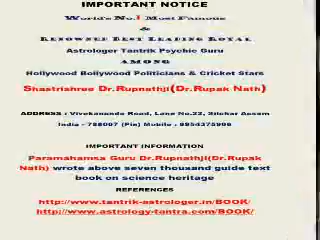 IMPORTANT NOTICE
World's No.1 Most Famous
&
Renowned Best Leading Royal
Astrologer Tantrik Psychic Guru
AMONG
Hollywood Bollywood Politicians & Cricket Stars
Shastrishree Dr.Rupnathji(Dr.Rupak Nath)
ADDRESS : Vivekananda Road, Lane No.22, Silchar Assam
India - 788007 (Pin) Mobile : 9854375906
IMPORTANT INFORMATION
Paramahamsa Guru Dr.Rupnathji(Dr.Rupak
Nath) wrote above seven thousand guide text
book on science heritage
REFERENCES
http://www.tantrik-astrologer.in/BOOK/
http://www.astrology-tantra.com/BOOK/